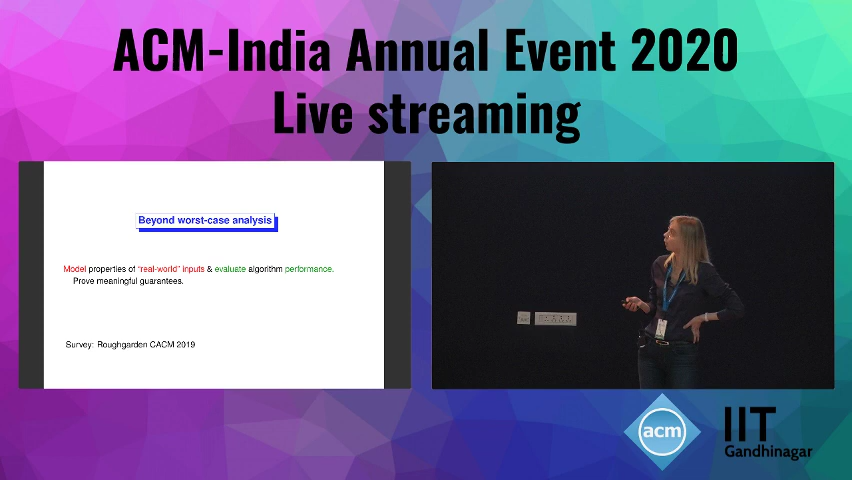 ACM-India Annual Event 2020
Live streaming
Beyond worst-case analysis
Model properties of "real-world" inputs & evaluate algorithm performance.
Prove meaningful guarantees.
Survey: Roughgarden CACM 2019
acm
IIT
Gandhinagar